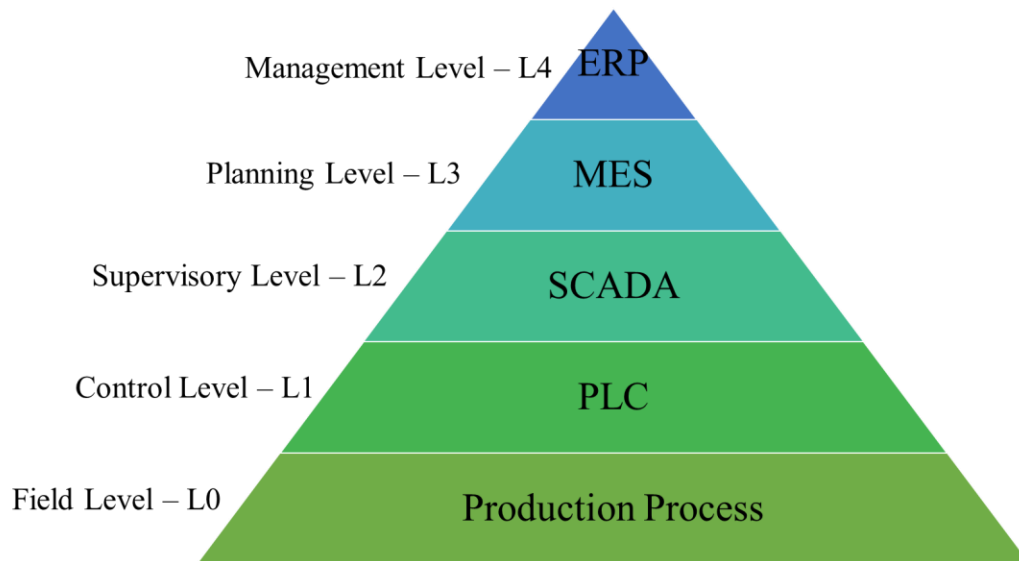 Management Level – L4
ERP
Planning Level – L3
MES
Supervisory Level – L2
SCADA
Control Level – L1
PLC
Field Level – L0
Production Process